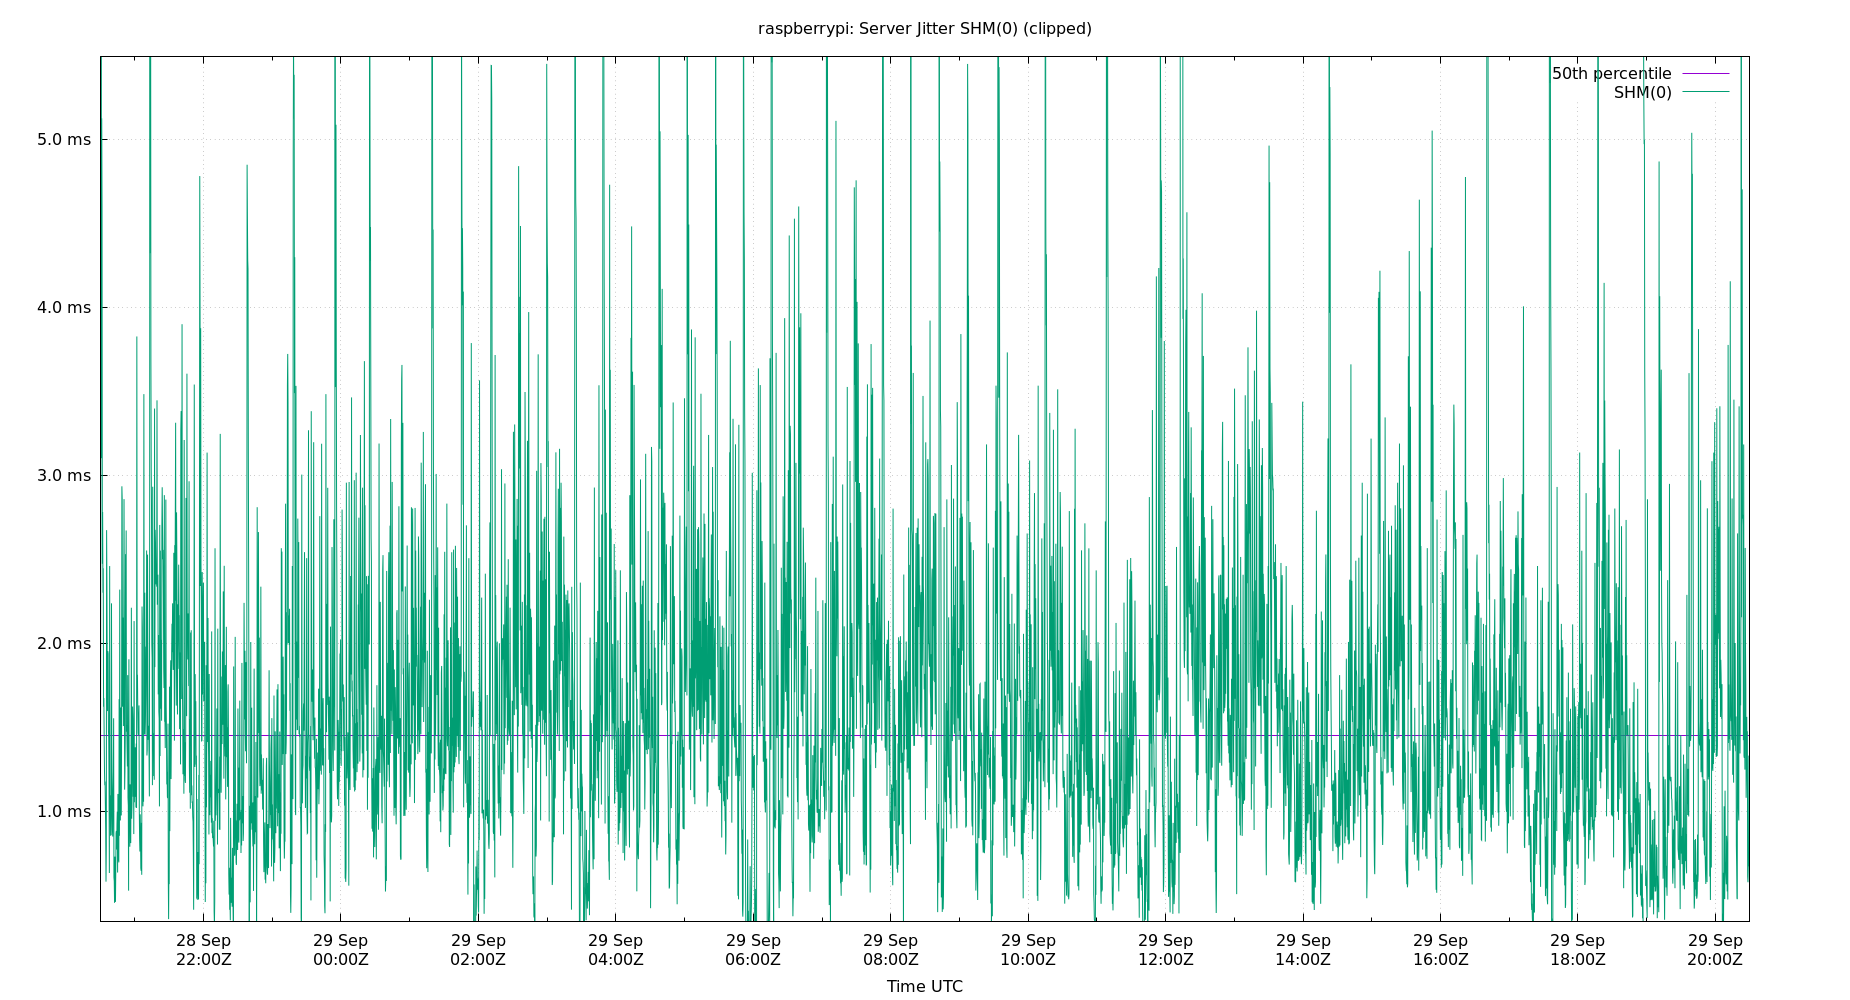 raspberrypi: Server Jitter SHM(0) (clipped)
50th percentile
SHM(0)
5.0 ms
4.0 ms
3.0 ms
2.0 ms
1.0 ms
28 Sep 29 Sep 29 Sep 29 Sep 29 Sep 29 Sep 29 Sep 29 Sep 29 Sep 29 Sep 29 Sep 29 Sep
22:00Z 00:00Z 02:00Z 04:00Z 06:00Z 08:00Z 10:00Z 12:00Z 14:00Z 16:00Z 18:00Z 20:00Z
Time UTC